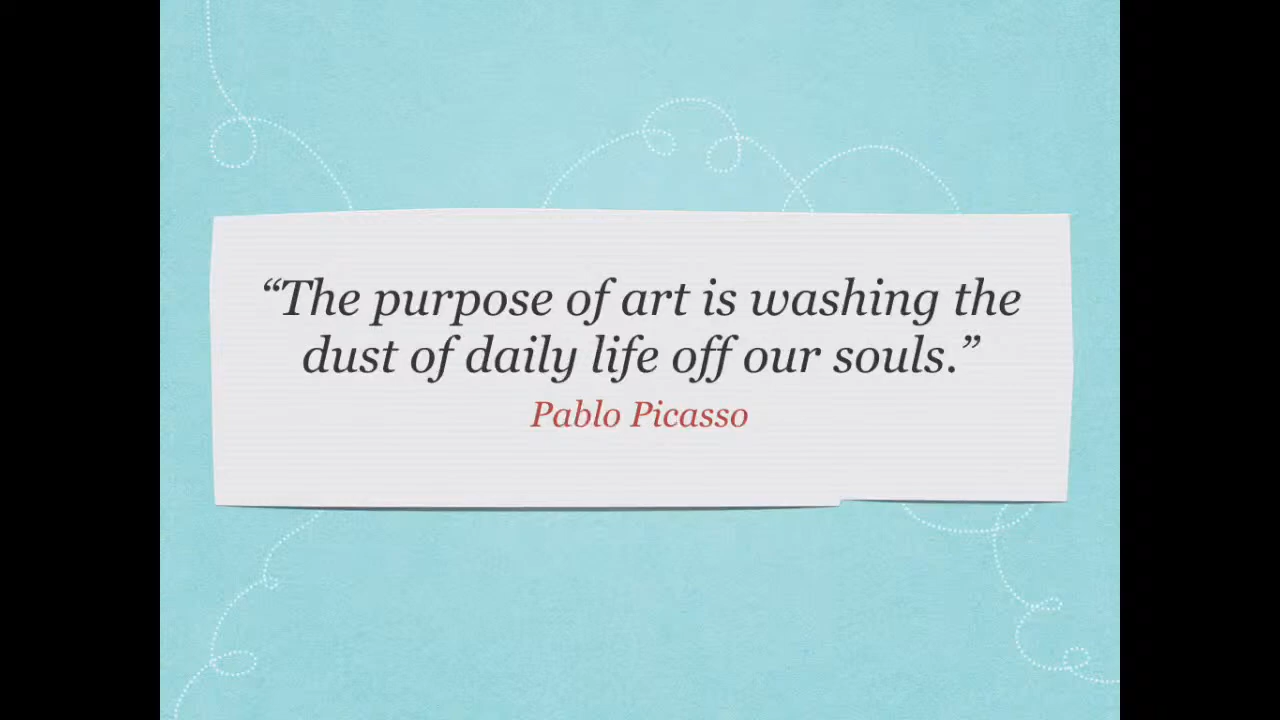 “The purpose of art is washing the
dust of daily life off our souls.”
Pablo Picasso